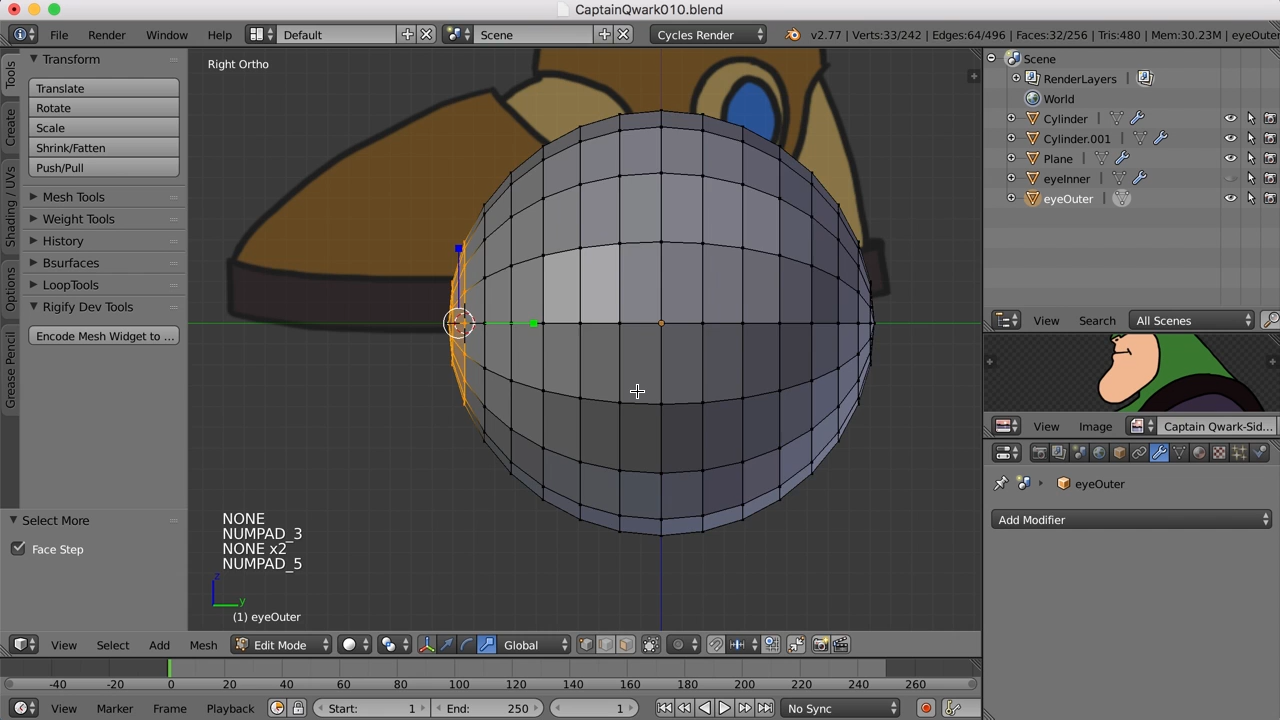 CaptainQwark010.blend
File Render Window Help Default Scene Cycles Render v2.77 | Verts:33/242 | Edges:64/496 | Faces:32/256 | Tris:480 | Mem:30.23M | eyeOuter
Tools
Create
Shading / UVs
Options
Grease Pencil
Transform
Translate
Rotate
Scale
Shrink/Fatten
Push/Pull
Mesh Tools
Weight Tools
History
Bsurfaces
LoopTools
Rigify Dev Tools
Encode Mesh Widget to ...
Select More
Face Step
Right Ortho
NONE
NUMPAD_3
NONE x2
NUMPAD_5
z
y
(1) eyeOuter
View Select Add Mesh Edit Mode Global
-40 -20 0 20 40 60 80 100 120 140 160 180 200 220 240 260
View Marker Frame Playback Start: 1 End: 250 1 No Sync
Scene
RenderLayers
World
Cylinder
Cylinder.001
Plane
eyeInner
eyeOuter
View Search All Scenes
View Image Captain Qwark-Sid...
eyeOuter
Add Modifier